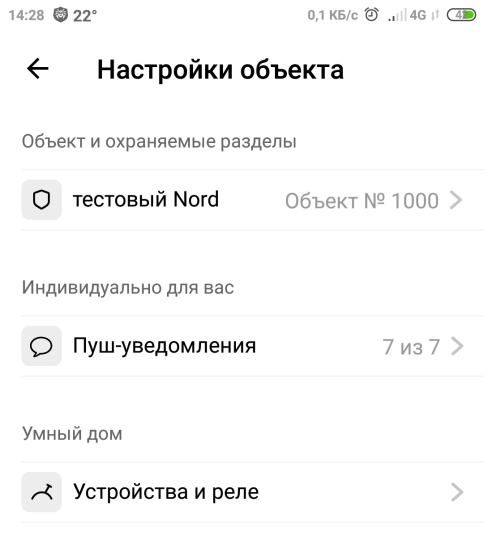 14:28 22° 0,1 КБ/с 4G
Настройки объекта
Объект и охраняемые разделы
тестовый Nord Объект № 1000
Индивидуально для вас
Пуш-уведомления 7 из 7
Умный дом
Устройства и реле